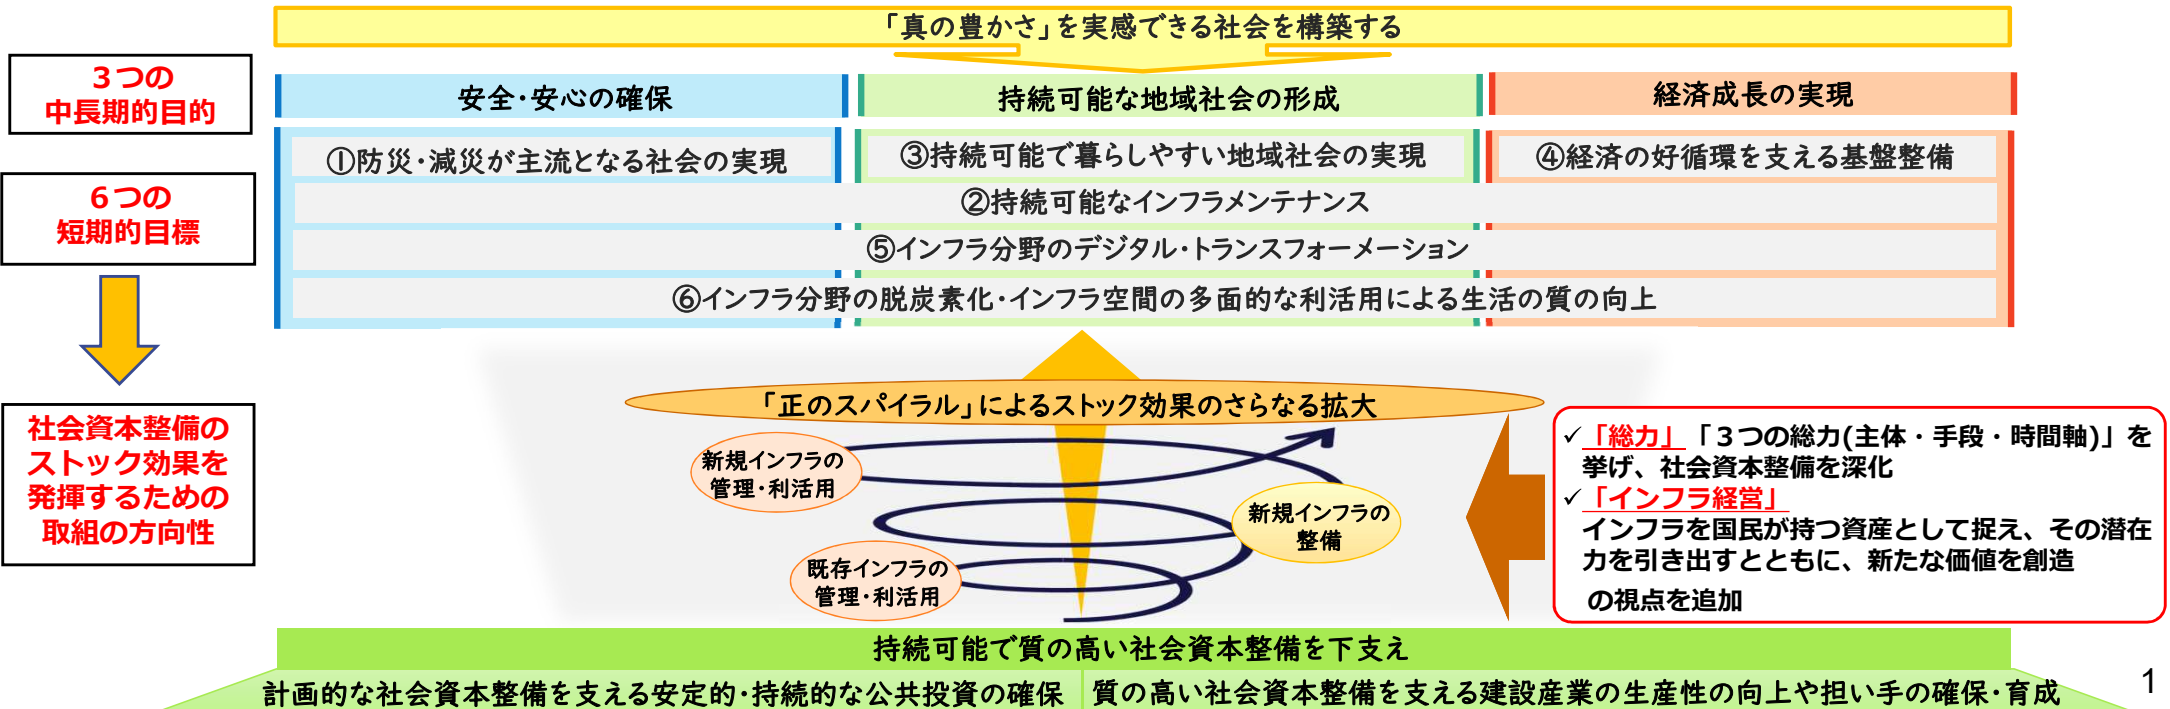 「真の豊かさ」を実感できる社会を構築する
３つの
中長期的目的
安全・安心の確保
持続可能な地域社会の形成
経済成長の実現
６つの
短期的目標
①防災・減災が主流となる社会の実現
③持続可能で暮らしやすい地域社会の実現
④経済の好循環を支える基盤整備
②持続可能なインフラメンテナンス
⑤インフラ分野のデジタル・トランスフォーメーション
⑥インフラ分野の脱炭素化・インフラ空間の多面的な利活用による生活の質の向上
社会資本整備の
ストック効果を
発揮するための
取組の方向性
「正のスパイラル」によるストック効果のさらなる拡大
新規インフラの
管理・利活用
新規インフラの
整備
既存インフラの
管理・利活用
✓「総力」「３つの総力(主体・手段・時間軸)」を
挙げ、社会資本整備を深化
✓「インフラ経営」
インフラを国民が持つ資産として捉え、その潜在
力を引き出すとともに、新たな価値を創造
の視点を追加
持続可能で質の高い社会資本整備を下支え
計画的な社会資本整備を支える安定的・持続的な公共投資の確保
質の高い社会資本整備を支える建設産業の生産性の向上や担い手の確保・育成
1